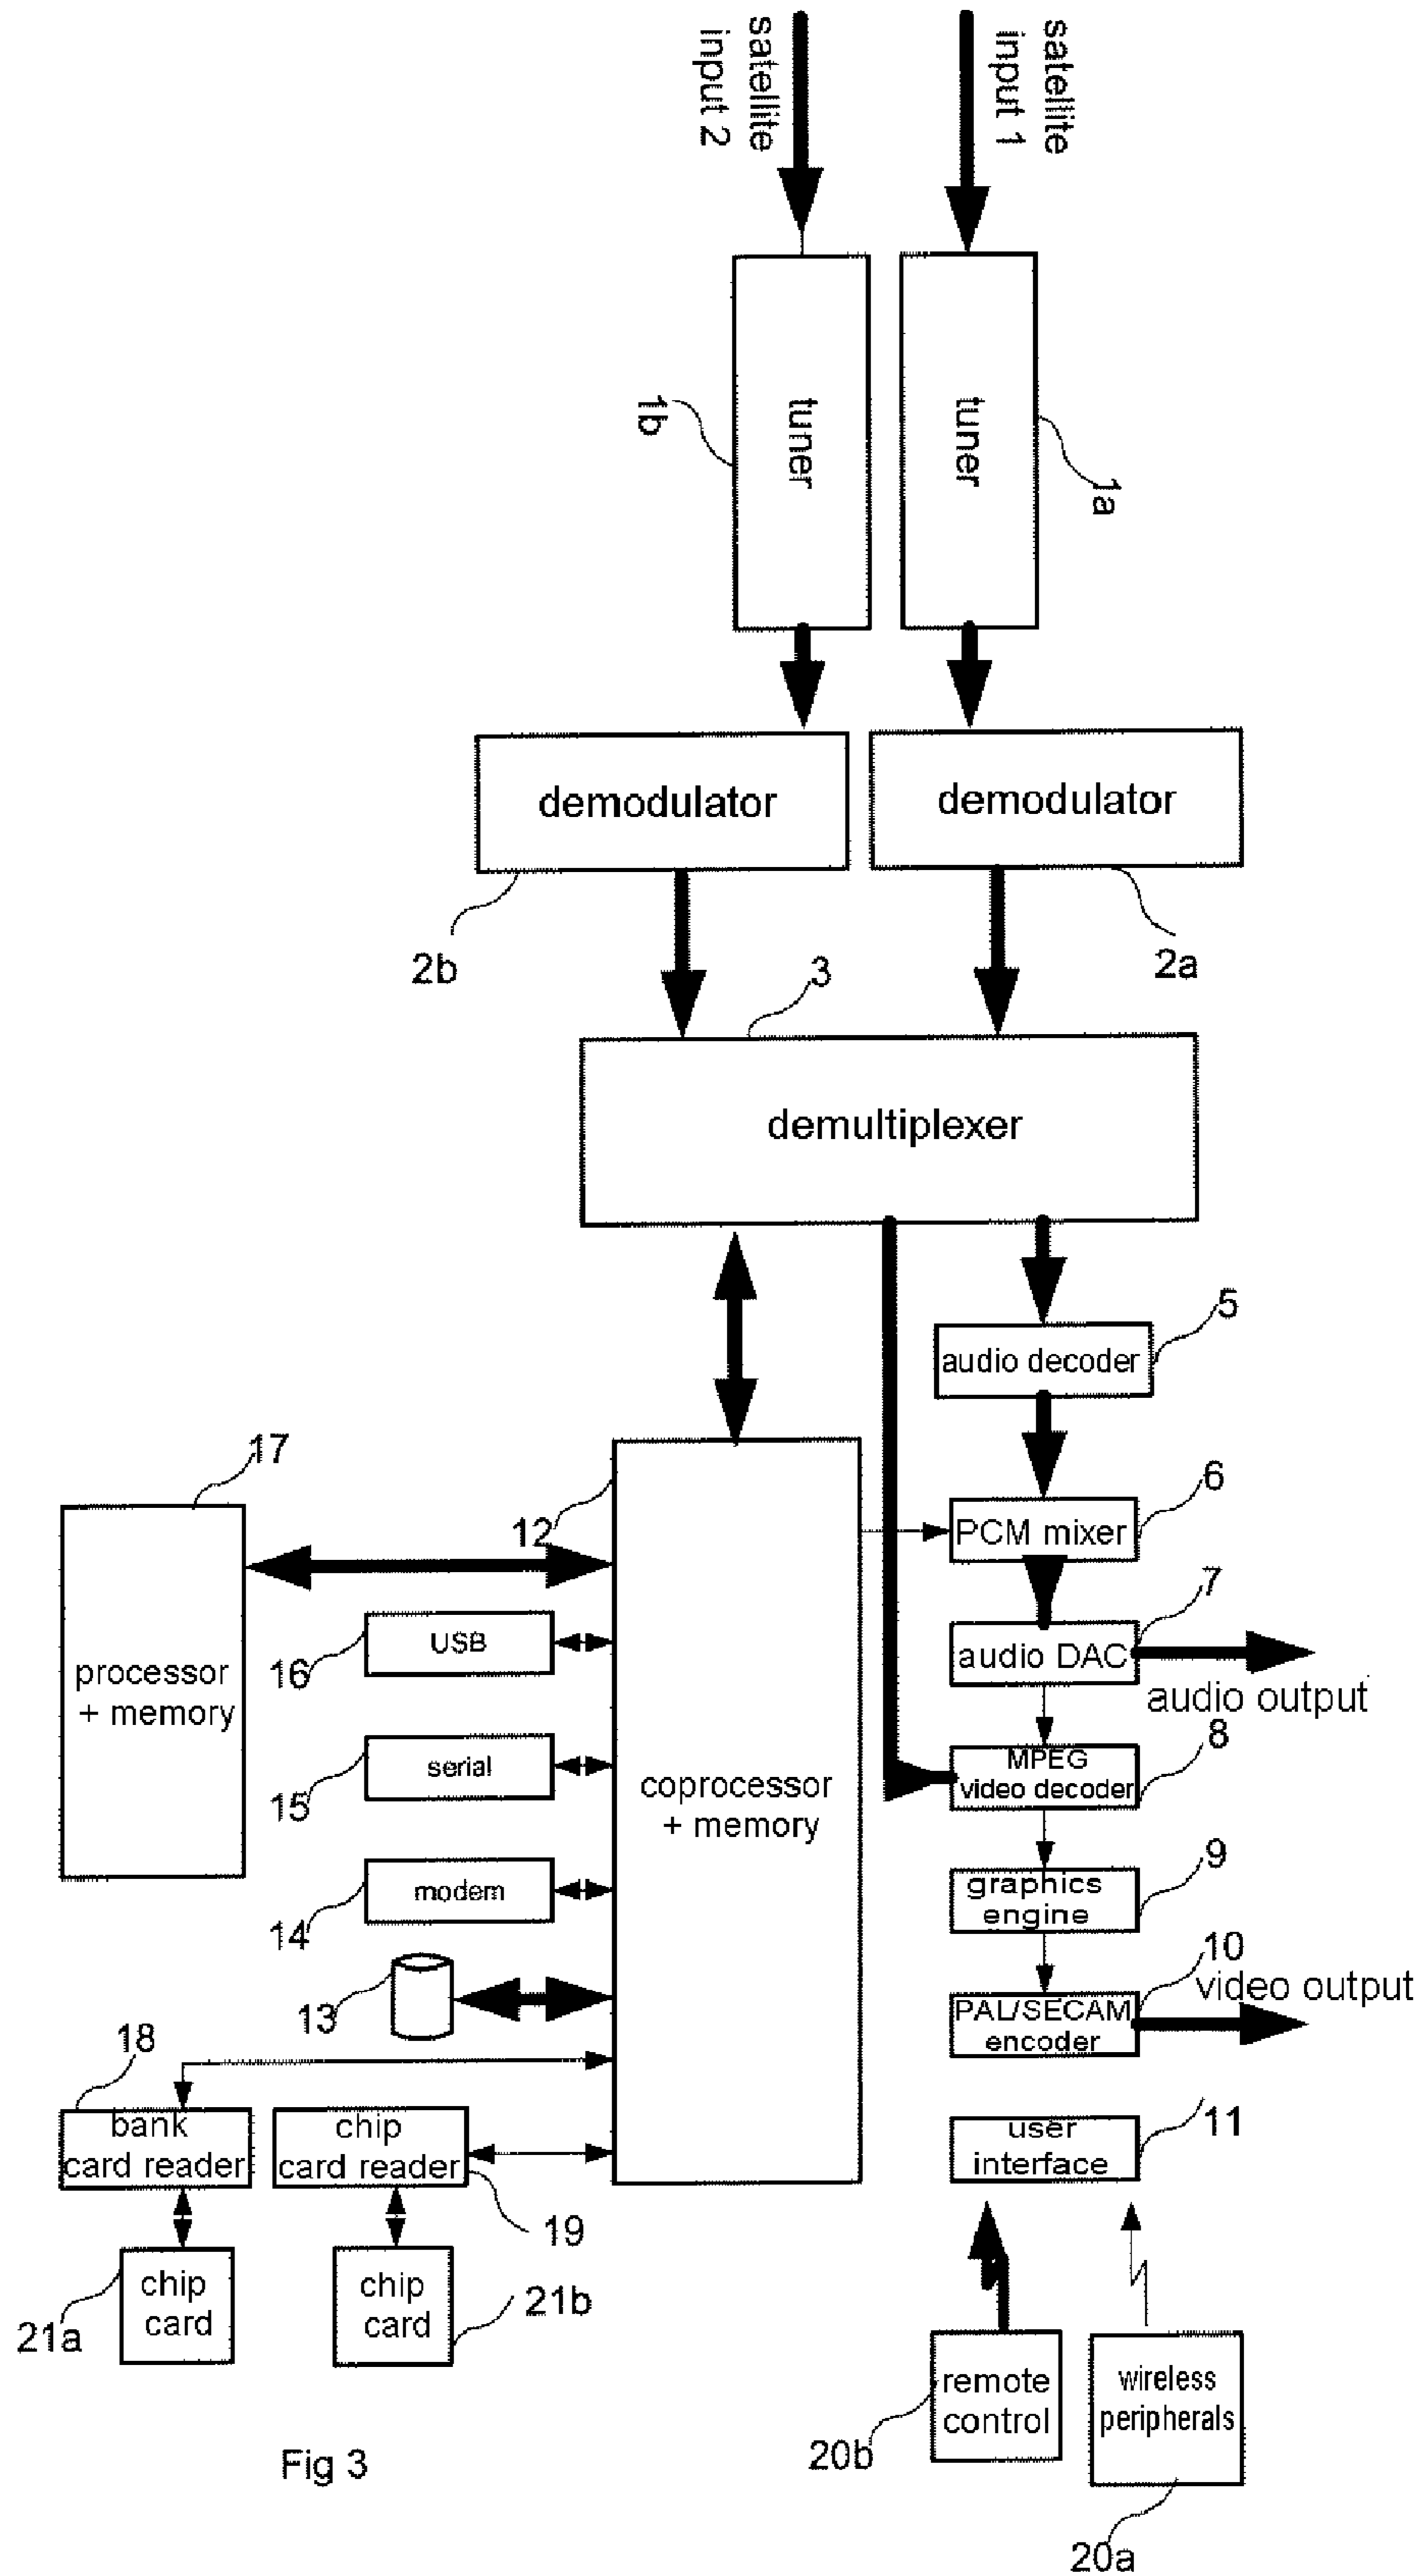 satellite
input 2
satellite
input 1
tuner
1b
tuner
1a
demodulator
2b
demodulator
2a
3
demultiplexer
5
audio decoder
6
PCM mixer
7
audio DAC
audio output
8
MPEG
video decoder
9
graphics
engine
10
video output
PAL/SECAM
encoder
11
user
interface
12
coprocessor
+ memory
17
processor
+ memory
16
USB
15
serial
14
modem
13
18
bank
card reader
chip
card reader
19
21a
chip
card
chip
card
21b
remote
control
20b
wireless
peripherals
20a
Fig 3